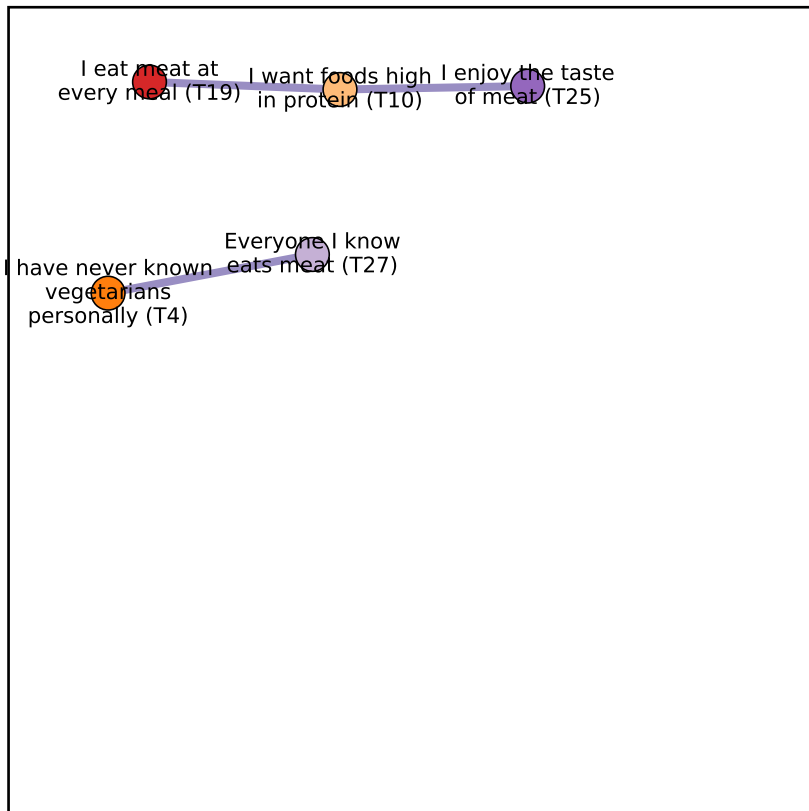 I eat meat at
every meal (T19)
I want foods high
in protein (T10)
I enjoy the taste
of meat (T25)
Everyone I know
eats meat (T27)
I have never known
vegetarians
personally (T4)